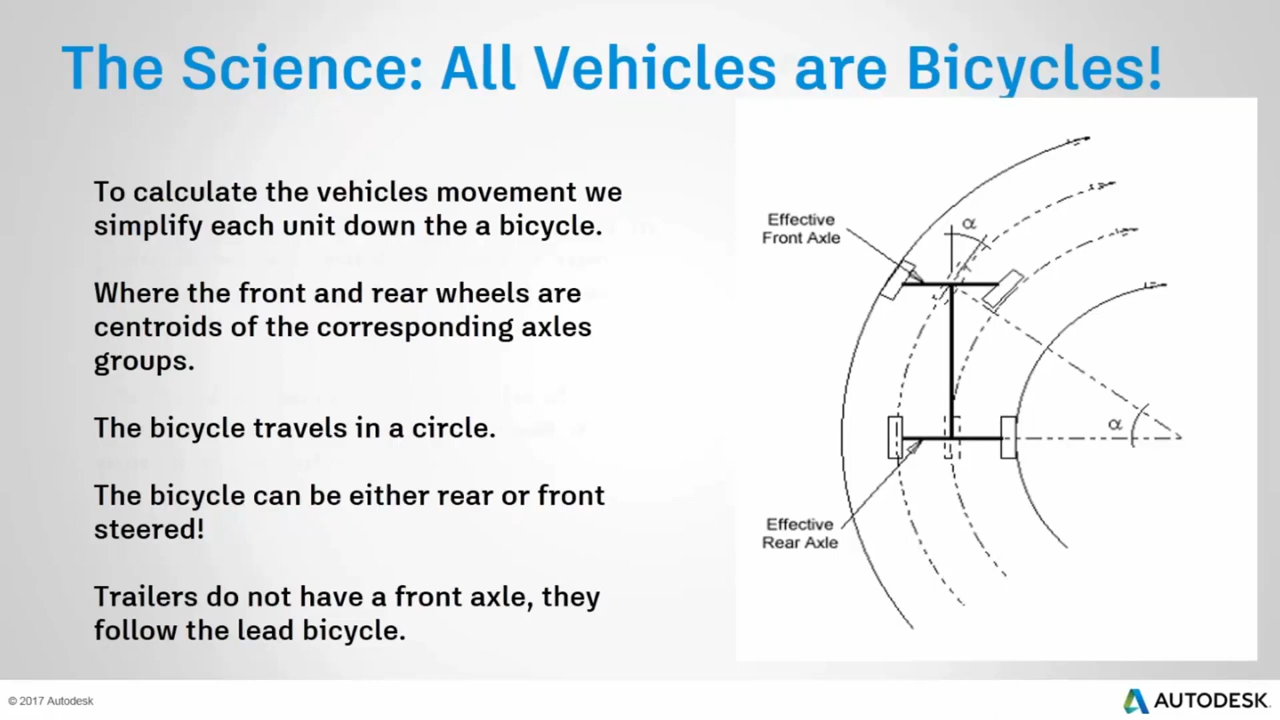 The Science: All Vehicles are Bicycles!
To calculate the vehicles movement we
simplify each unit down the a bicycle.
Where the front and rear wheels are
centroids of the corresponding axles
groups.
The bicycle travels in a circle.
The bicycle can be either rear or front
steered!
Trailers do not have a front axle, they
follow the lead bicycle.
Effective
Front Axle
α
α
Effective
Rear Axle
© 2017 Autodesk
AUTODESK.